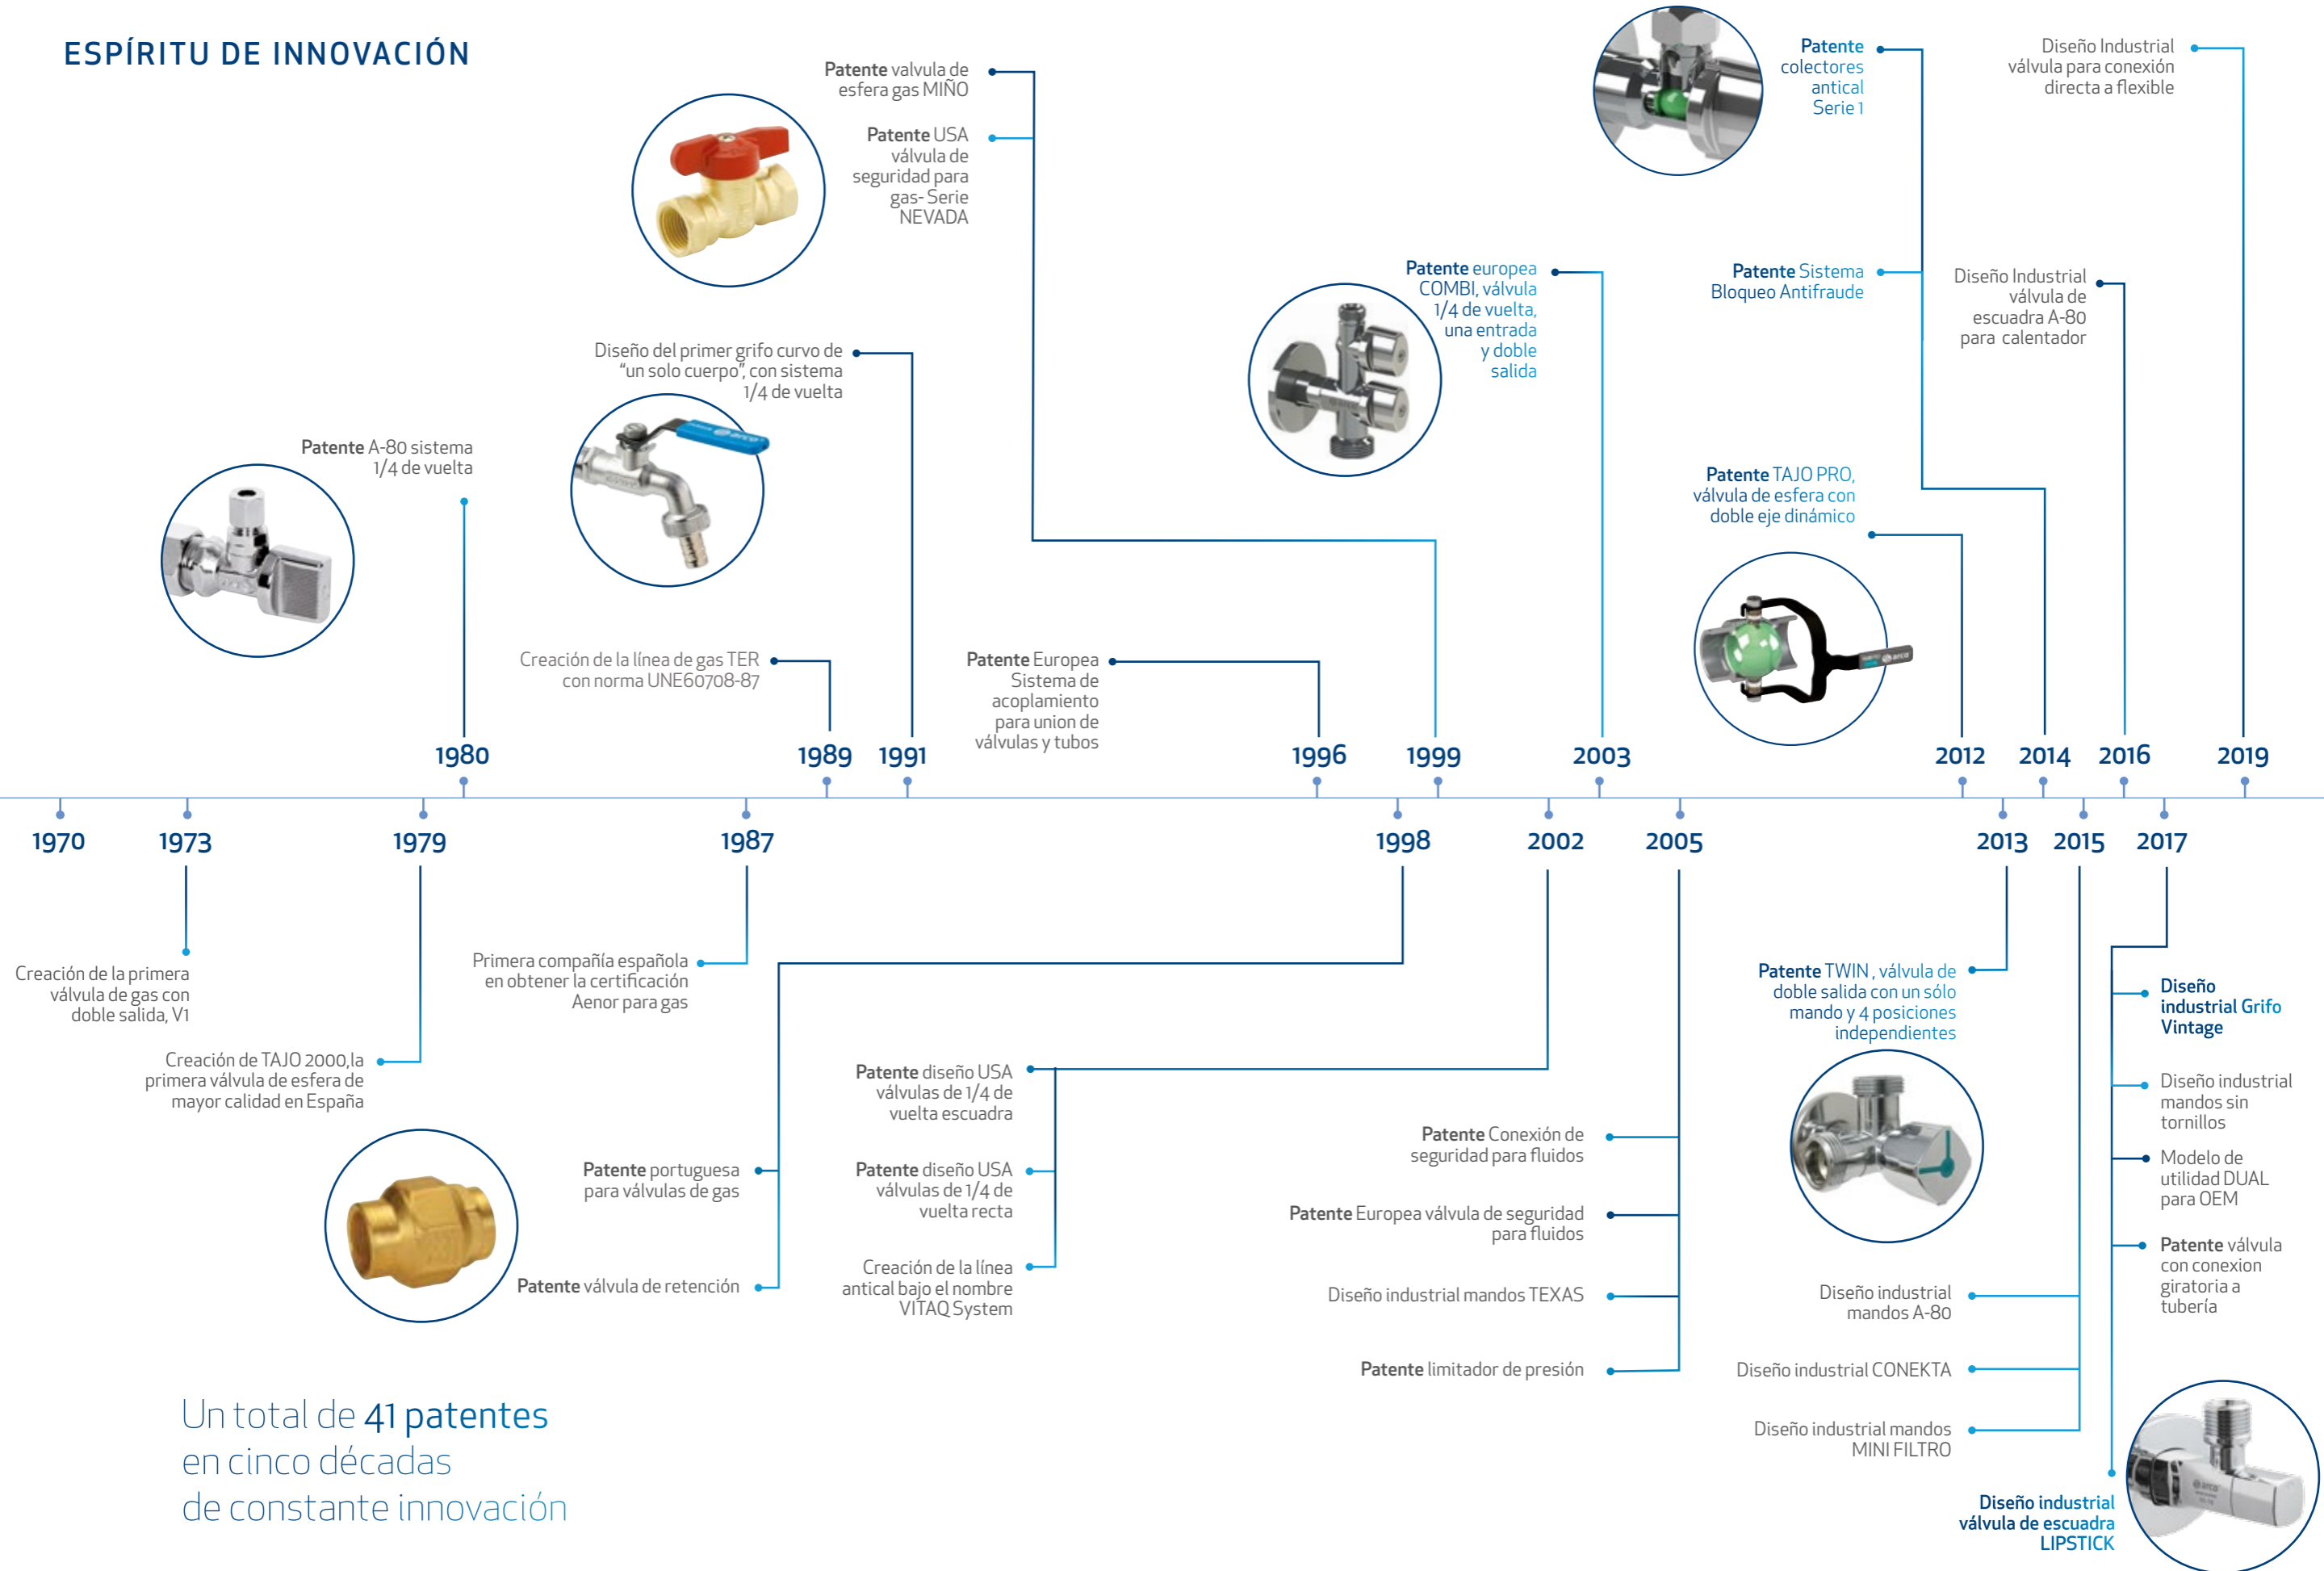 ESPÍRITU DE INNOVACIÓN
Patente valvula de
esfera gas MIÑO
Patente USA
válvula de
seguridad para
gas- Serie
NEVADA
Patente
colectores
antical
Serie 1
Diseño Industrial
válvula para conexión
directa a flexible
Patente europea
COMBI, válvula
1/4 de vuelta,
una entrada
y doble
salida
Patente Sistema
Bloqueo Antifraude
Diseño Industrial
válvula de
escuadra A-80
para calentador
Diseño del primer grifo curvo de
“un solo cuerpo”, con sistema
1/4 de vuelta
arco
Patente A-80 sistema
1/4 de vuelta
Patente TAJO PRO,
válvula de esfera con
doble eje dinámico
arco
Creación de la línea de gas TER
con norma UNE60708-87
Patente Europea
Sistema de
acoplamiento
para union de
válvulas y tubos
1980
1989
1991
1996
1999
2003
2012
2014
2016
2019
1970
1973
1979
1987
1998
2002
2005
2013
2015
2017
Creación de la primera
válvula de gas con
doble salida, V1
Creación de TAJO 2000,la
primera válvula de esfera de
mayor calidad en España
Primera compañía española
en obtener la certificación
Aenor para gas
Patente portuguesa
para válvulas de gas
Patente válvula de retención
Patente diseño USA
válvulas de 1/4 de
vuelta escuadra
Patente diseño USA
válvulas de 1/4 de
vuelta recta
Creación de la línea
antical bajo el nombre
VITAQ System
Patente Conexión de
seguridad para fluidos
Patente Europea válvula de seguridad
para fluidos
Diseño industrial mandos TEXAS
Patente limitador de presión
Patente TWIN , válvula de
doble salida con un sólo
mando y 4 posiciones
independientes
Diseño industrial
mandos A-80
Diseño industrial CONEKTA
Diseño industrial mandos
MINI FILTRO
Diseño
industrial Grifo
Vintage
Diseño industrial
mandos sin
tornillos
Modelo de
utilidad DUAL
para OEM
Patente válvula
con conexion
giratoria a
tubería
Diseño industrial
válvula de escuadra
LIPSTICK
arco
Un total de 41 patentes
en cinco décadas
de constante innovación